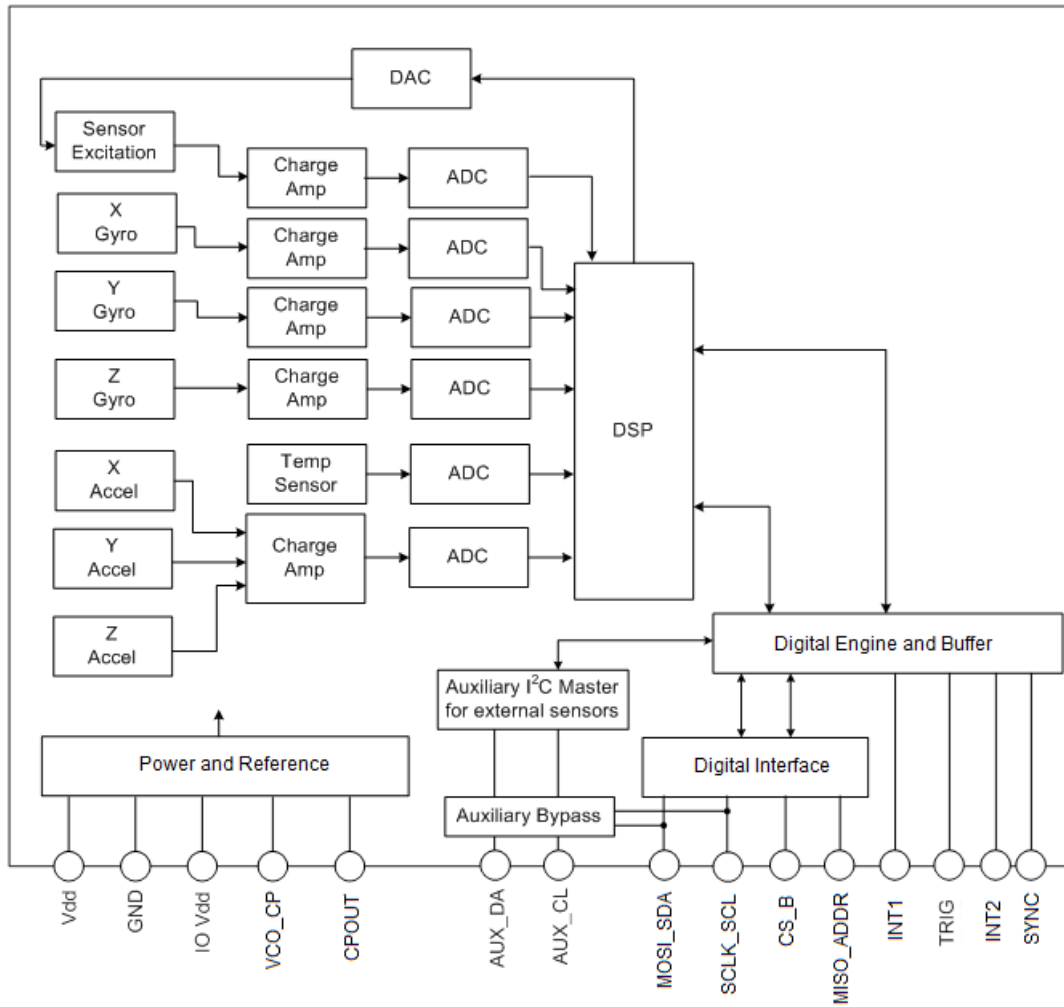 DAC
Sensor
Excitation
Charge
Amp
ADC
X
Gyro
Charge
Amp
ADC
Y
Gyro
Charge
Amp
ADC
Z
Gyro
Charge
Amp
ADC
DSP
X
Accel
Temp
Sensor
ADC
Y
Accel
Charge
Amp
ADC
Z
Accel
Digital Engine and Buffer
Auxiliary I²C Master
for external sensors
Power and Reference
Digital Interface
Auxiliary Bypass
Vdd
GND
IO Vdd
VCO_CP
CPOUT
AUX_DA
AUX_CL
MOSI_SDA
SCLK_SCL
CS_B
MISO_ADDR
INT1
TRIG
INT2
SYNC